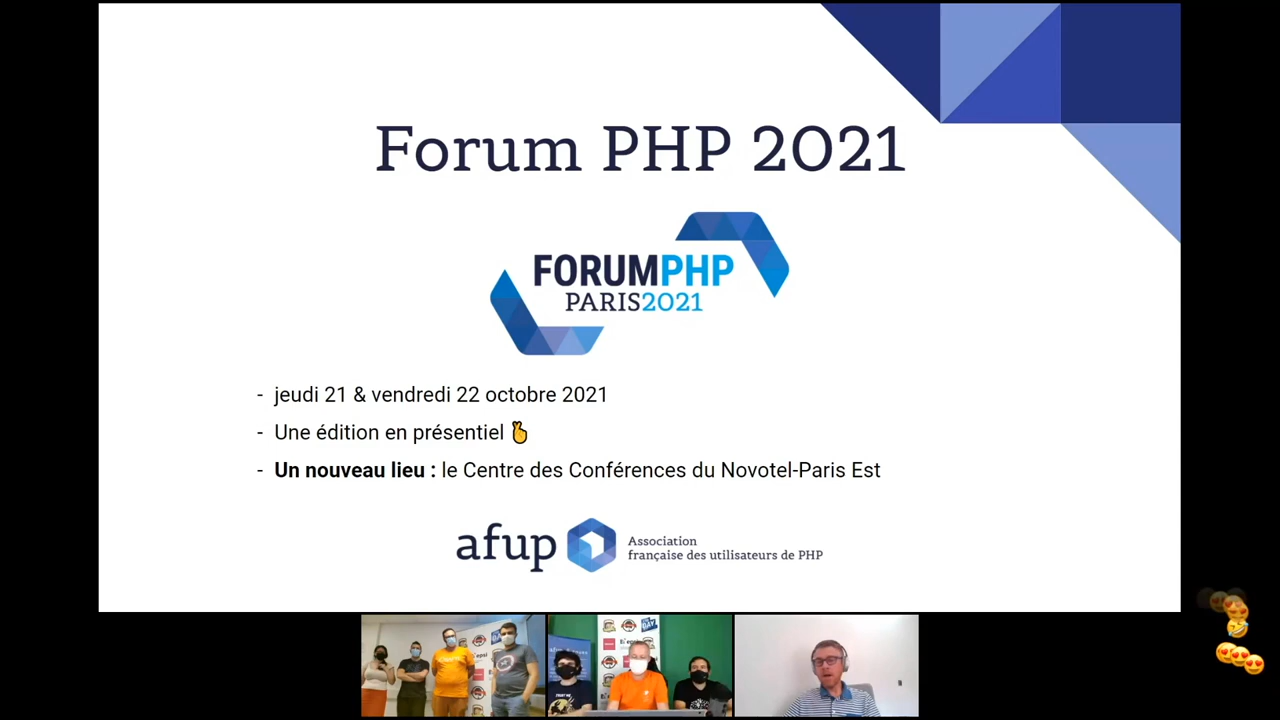 Forum PHP 2021
FORUMPHP
PARIS2021
- jeudi 21 & vendredi 22 octobre 2021
- Une édition en présentiel 🫰
- Un nouveau lieu : le Centre des Conférences du Novotel-Paris Est
afup
Association
française des utilisateurs de PHP